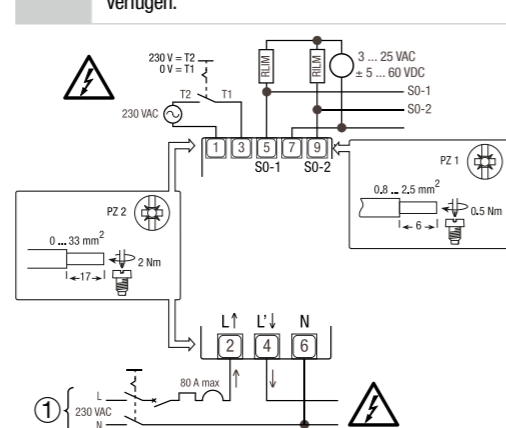 verfügen.
230 V = T2
0 V = T1
T2 T1
230 VAC
RLIM
RILM
3 ... 25 VAC
± 5 ... 60 VDC
S0-1
S0-2
1 3 5 7 9
S0-1 S0-2
PZ 1
0.8 ... 2.5 mm²
0.5 Nm
6
PZ 2
0 ... 33 mm²
2 Nm
17
L↑ L'↓ N
2 4 6
80 A max
1
L
230 VAC
N